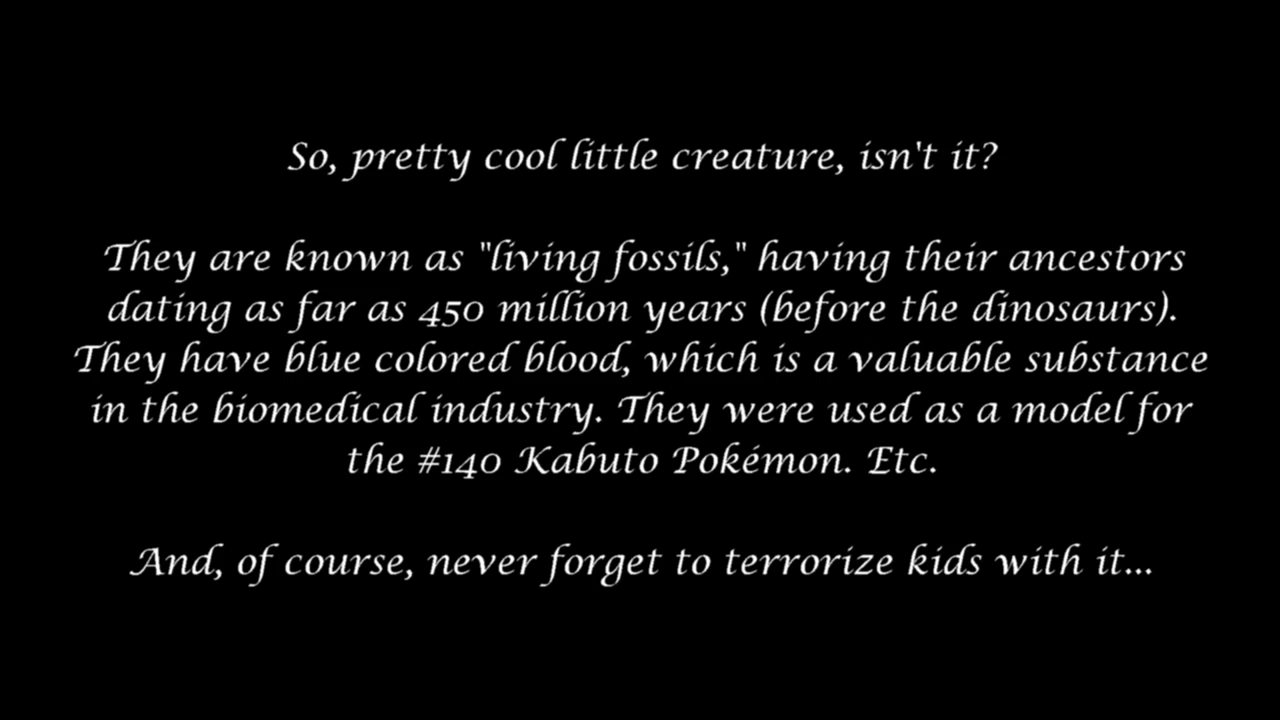 So, pretty cool little creature, isn't it?
They are known as "living fossils," having their ancestors
dating as far as 450 million years (before the dinosaurs).
They have blue colored blood, which is a valuable substance
in the biomedical industry. They were used as a model for
the #140 Kabuto Pokémon. Etc.
And, of course, never forget to terrorize kids with it...